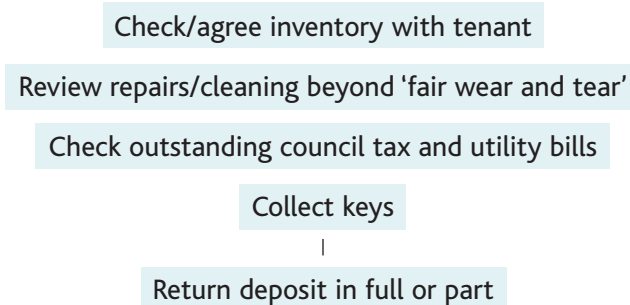 Check/agree inventory with tenant
Review repairs/cleaning beyond ‘fair wear and tear’
Check outstanding council tax and utility bills
Collect keys
Return deposit in full or part